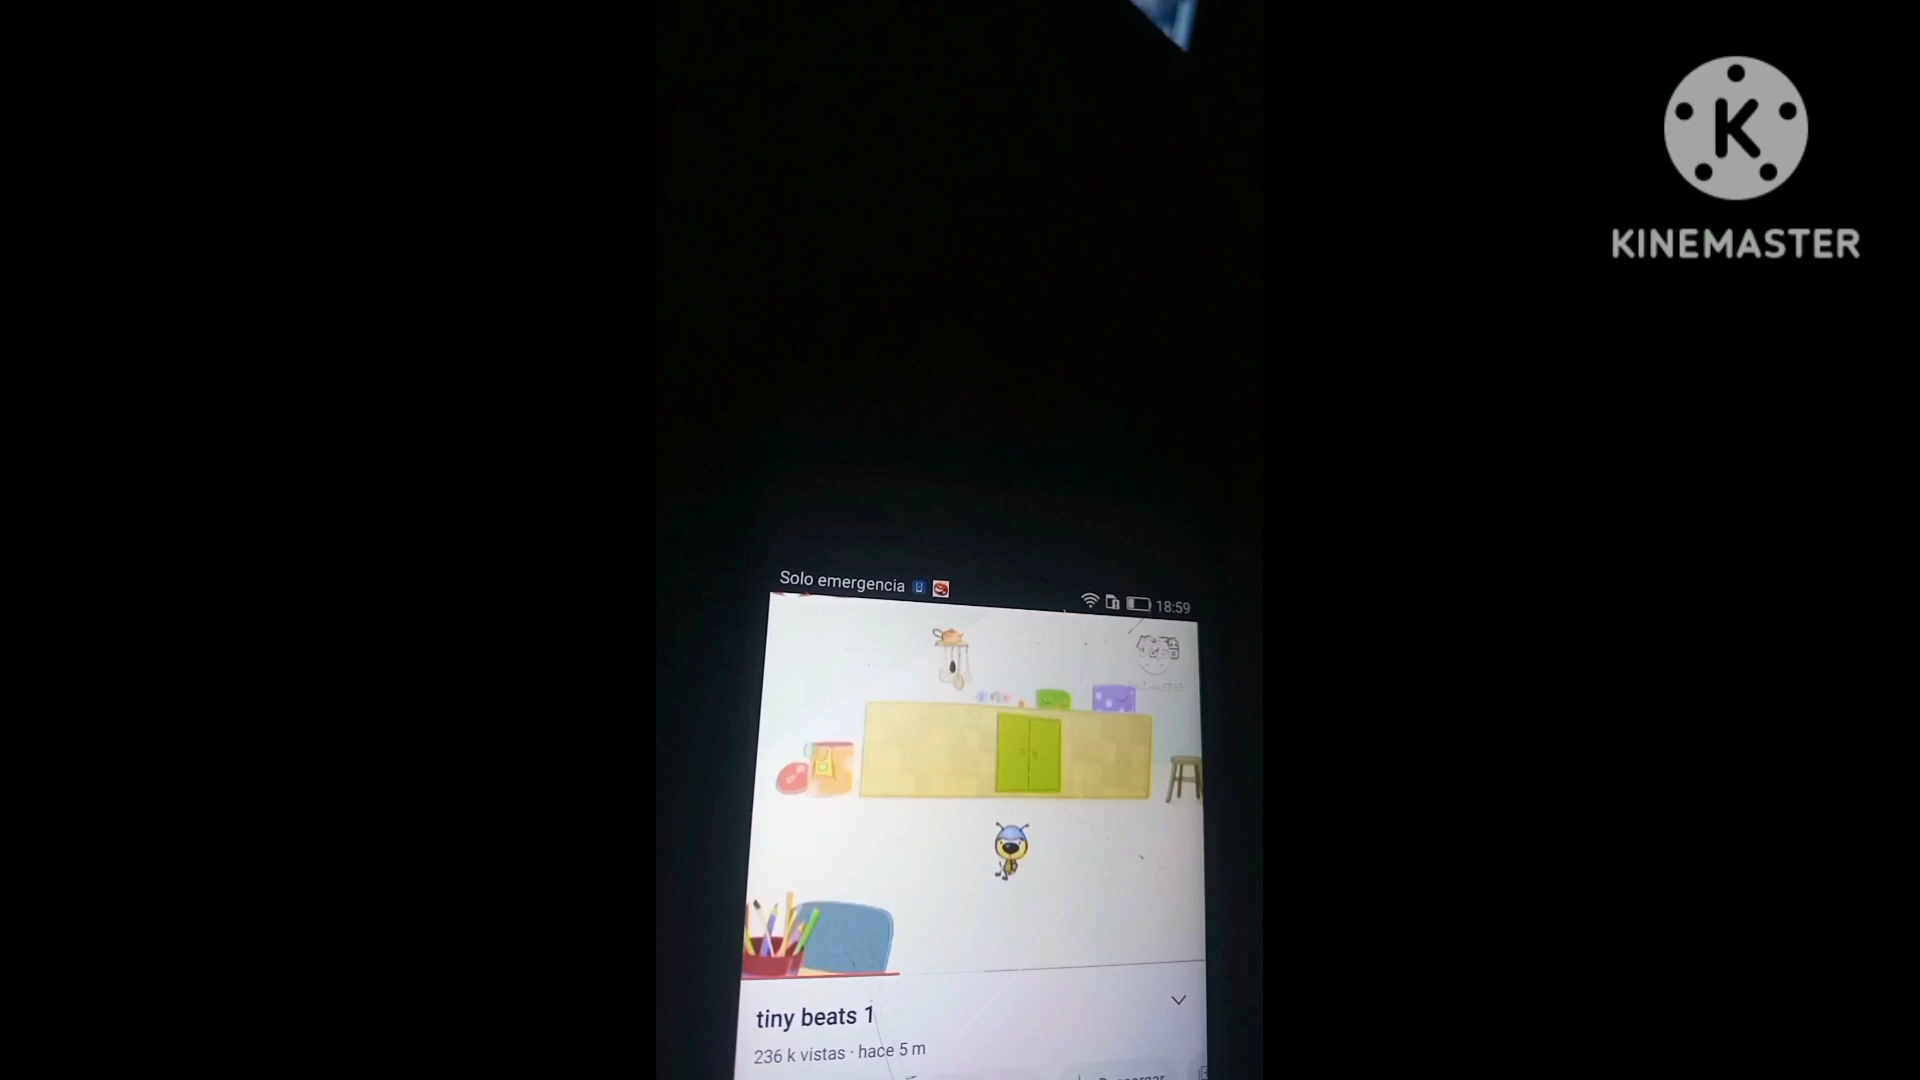 KINEMASTER
Solo emergencia
18:59
tiny beats 1
236 k vistas · hace 5 m